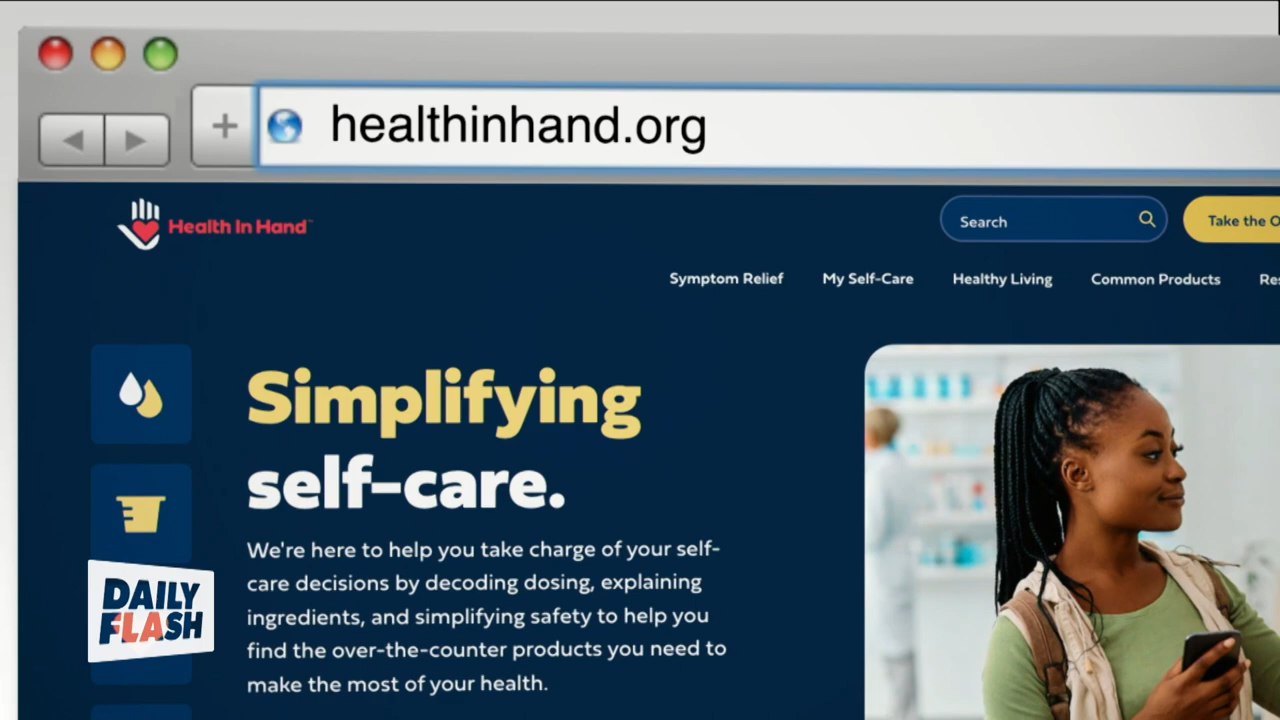 healthinhand.org
Health In Hand™
Search
Take the
Symptom Relief My Self-Care Healthy Living Common Products
Simplifying
self-care.
We're here to help you take charge of your self-
care decisions by decoding dosing, explaining
ingredients, and simplifying safety to help you
find the over-the-counter products you need to
make the most of your health.
DAILY
FLASH